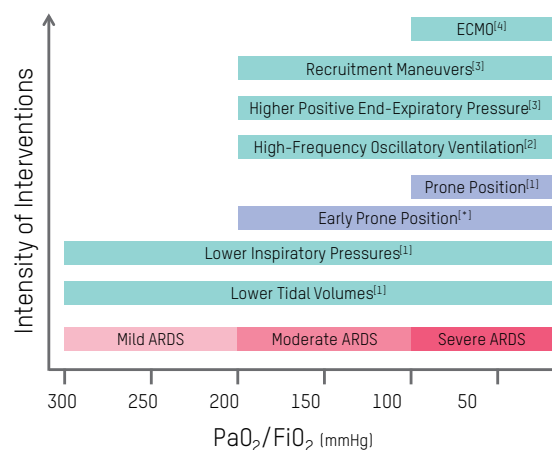 ECMO[4]
Recruitment Maneuvers[3]
Higher Positive End-Expiratory Pressure[3]
High-Frequency Oscillatory Ventilation[2]
Prone Position[1]
Early Prone Position[*]
Lower Inspiratory Pressures[1]
Lower Tidal Volumes[1]
Mild ARDS Moderate ARDS Severe ARDS
Intensity of Interventions
300 250 200 150 100 50
PaO₂/FiO₂ (mmHg)